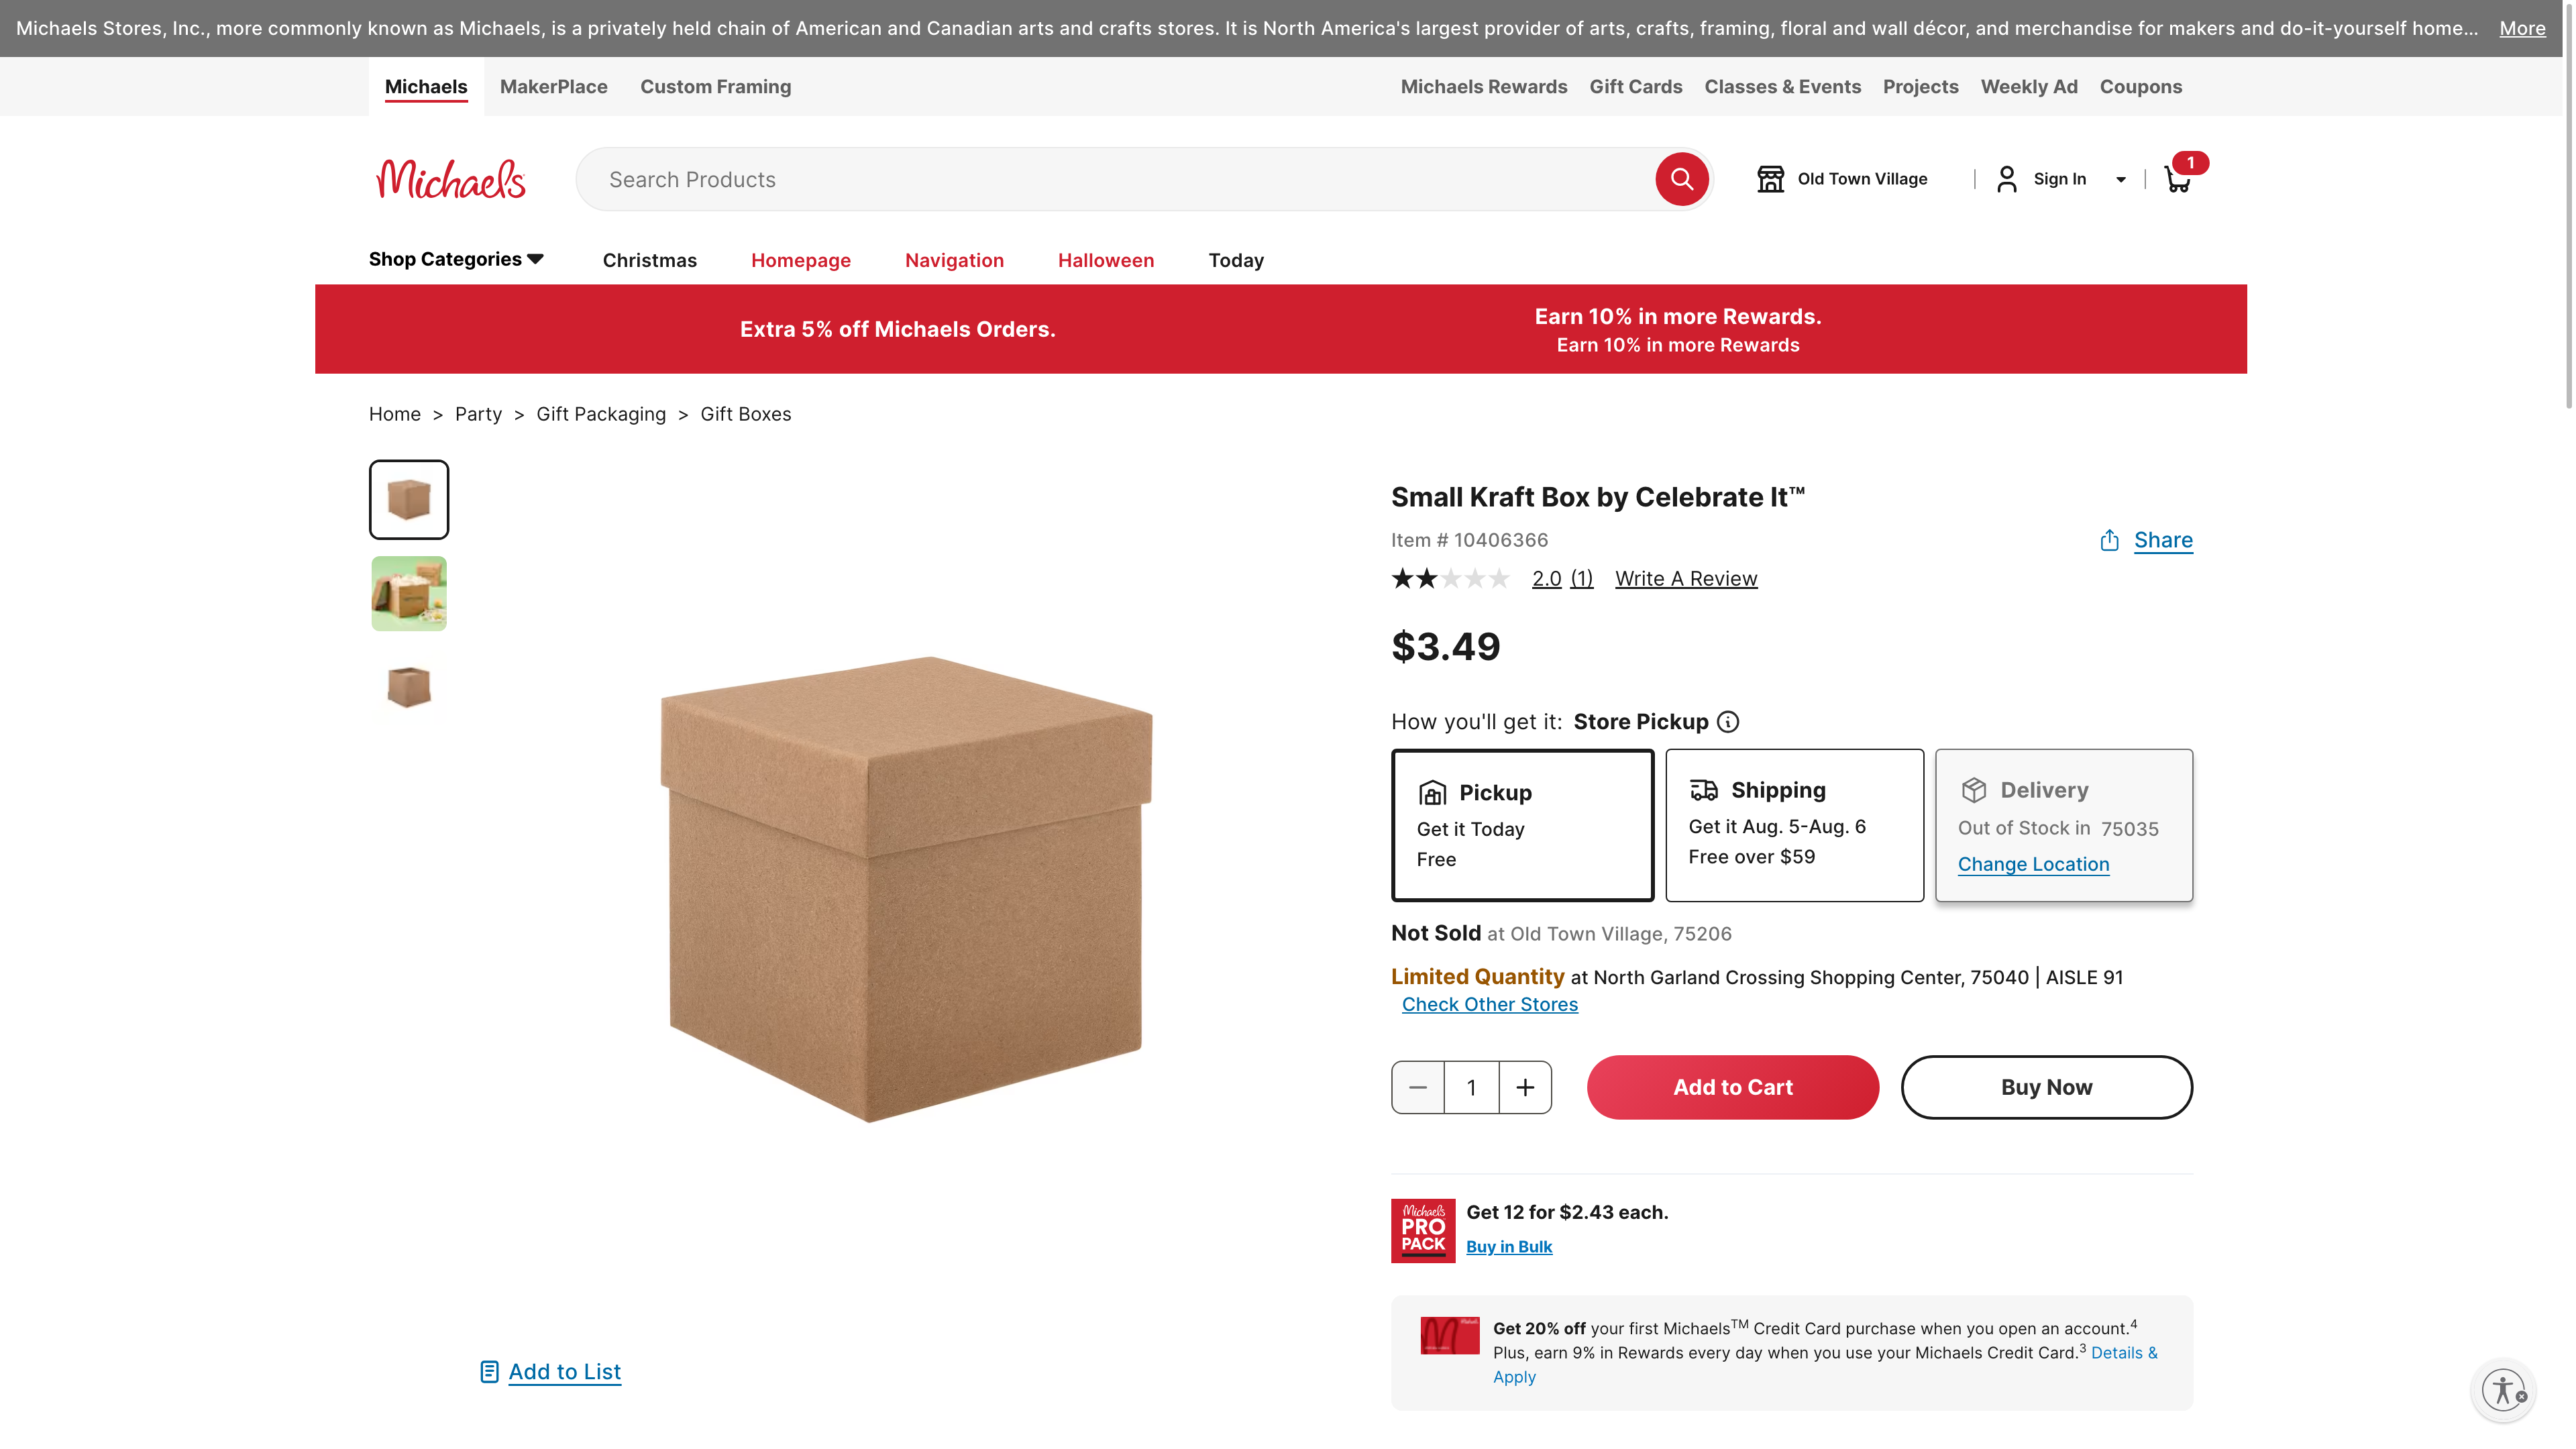 Michaels Stores, Inc., more commonly known as Michaels, is a privately held chain of American and Canadian arts and crafts stores. It is North America's largest provider of arts, crafts, framing, floral and wall décor, and merchandise for makers and do-it-yourself home... More
Michaels MakerPlace Custom Framing Michaels Rewards Gift Cards Classes & Events Projects Weekly Ad Coupons
Michaels Search Products Old Town Village | Sign In | 1
Shop Categories Christmas Homepage Navigation Halloween Today
Extra 5% off Michaels Orders.
Earn 10% in more Rewards.
Earn 10% in more Rewards
Home > Party > Gift Packaging > Gift Boxes
Small Kraft Box by Celebrate It™
Item # 10406366
Share
2.0 (1) Write A Review
$3.49
How you'll get it: Store Pickup
Pickup
Get it Today
Free
Shipping
Get it Aug. 5-Aug. 6
Free over $59
Delivery
Out of Stock in 75035
Change Location
Not Sold at Old Town Village, 75206
Limited Quantity at North Garland Crossing Shopping Center, 75040 | AISLE 91
Check Other Stores
1 Add to Cart Buy Now
Michaels
PRO
PACK
Get 12 for $2.43 each.
Buy in Bulk
Get 20% off your first Michaels™ Credit Card purchase when you open an account.⁴
Plus, earn 9% in Rewards every day when you use your Michaels Credit Card.³ Details &
Apply
Add to List